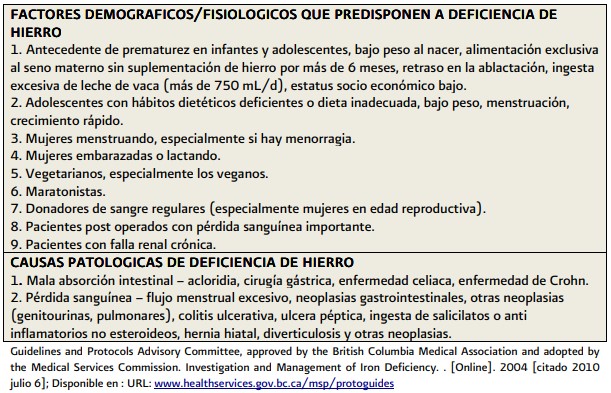 FACTORES DEMOGRAFICOS/FISIOLOGICOS QUE PREDISPONEN A DEFICIENCIA DE
HIERRO
1. Antecedente de prematurez en infantes y adolescentes, bajo peso al nacer, alimentación exclusiva
al seno materno sin suplementación de hierro por más de 6 meses, retraso en la ablactación, ingesta
excesiva de leche de vaca (más de 750 mL/d), estatus socio económico bajo.
2. Adolescentes con hábitos dietéticos deficientes o dieta inadecuada, bajo peso, menstruación,
crecimiento rápido.
3. Mujeres menstruando, especialmente si hay menorragia.
4. Mujeres embarazadas o lactando.
5. Vegetarianos, especialmente los veganos.
6. Maratonistas.
7. Donadores de sangre regulares (especialmente mujeres en edad reproductiva).
8. Pacientes post operados con pérdida sanguínea importante.
9. Pacientes con falla renal crónica.
CAUSAS PATOLOGICAS DE DEFICIENCIA DE HIERRO
1. Mala absorción intestinal – acloridia, cirugía gástrica, enfermedad celiaca, enfermedad de Crohn.
2. Pérdida sanguínea – flujo menstrual excesivo, neoplasias gastrointestinales, otras neoplasias
(genitourinas, pulmonares), colitis ulcerativa, ulcera péptica, ingesta de salicilatos o anti
inflamatorios no esteroideos, hernia hiatal, diverticulosis y otras neoplasias.
Guidelines and Protocols Advisory Committee, approved by the British Columbia Medical Association and adopted by
the Medical Services Commission. Investigation and Management of Iron Deficiency. . [Online]. 2004 [citado 2010
julio 6]; Disponible en : URL: www.healthservices.gov.bc.ca/msp/protoguides